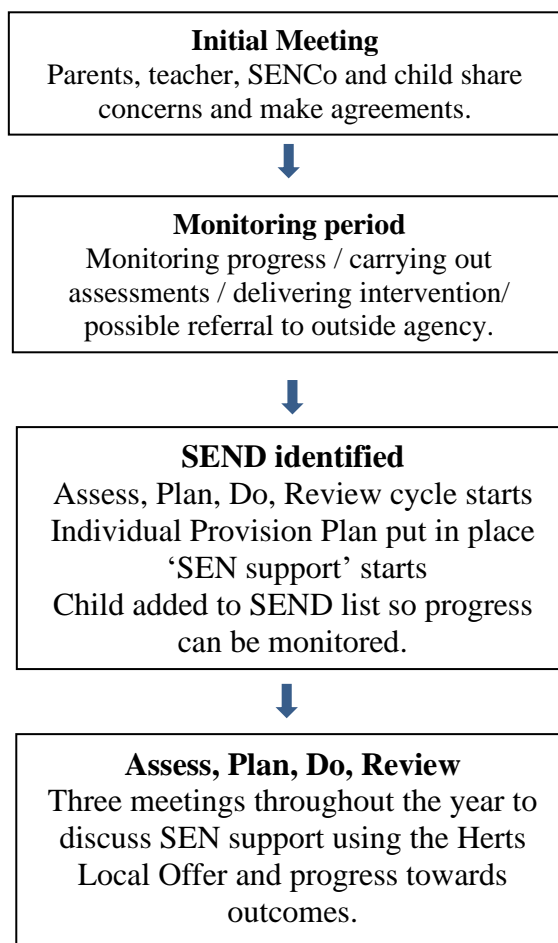 Initial Meeting
Parents, teacher, SENCo and child share
concerns and make agreements.
Monitoring period
Monitoring progress / carrying out
assessments / delivering intervention/
possible referral to outside agency.
SEND identified
Assess, Plan, Do, Review cycle starts
Individual Provision Plan put in place
‘SEN support’ starts
Child added to SEND list so progress
can be monitored.
Assess, Plan, Do, Review
Three meetings throughout the year to
discuss SEN support using the Herts
Local Offer and progress towards
outcomes.